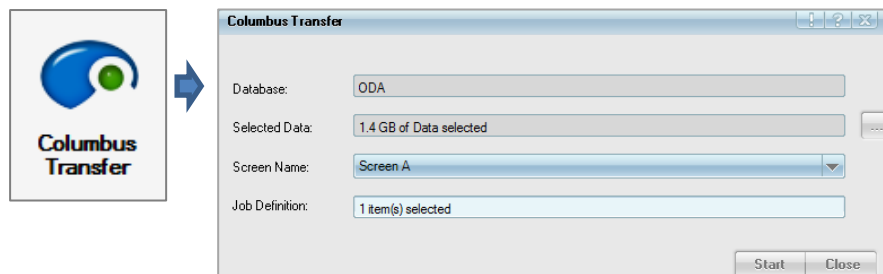 Columbus
Transfer
Columbus Transfer
! ? X
Database:
ODA
Selected Data:
1.4 GB of Data selected
...
Screen Name:
Screen A
Job Definition:
1 item(s) selected
Start
Close